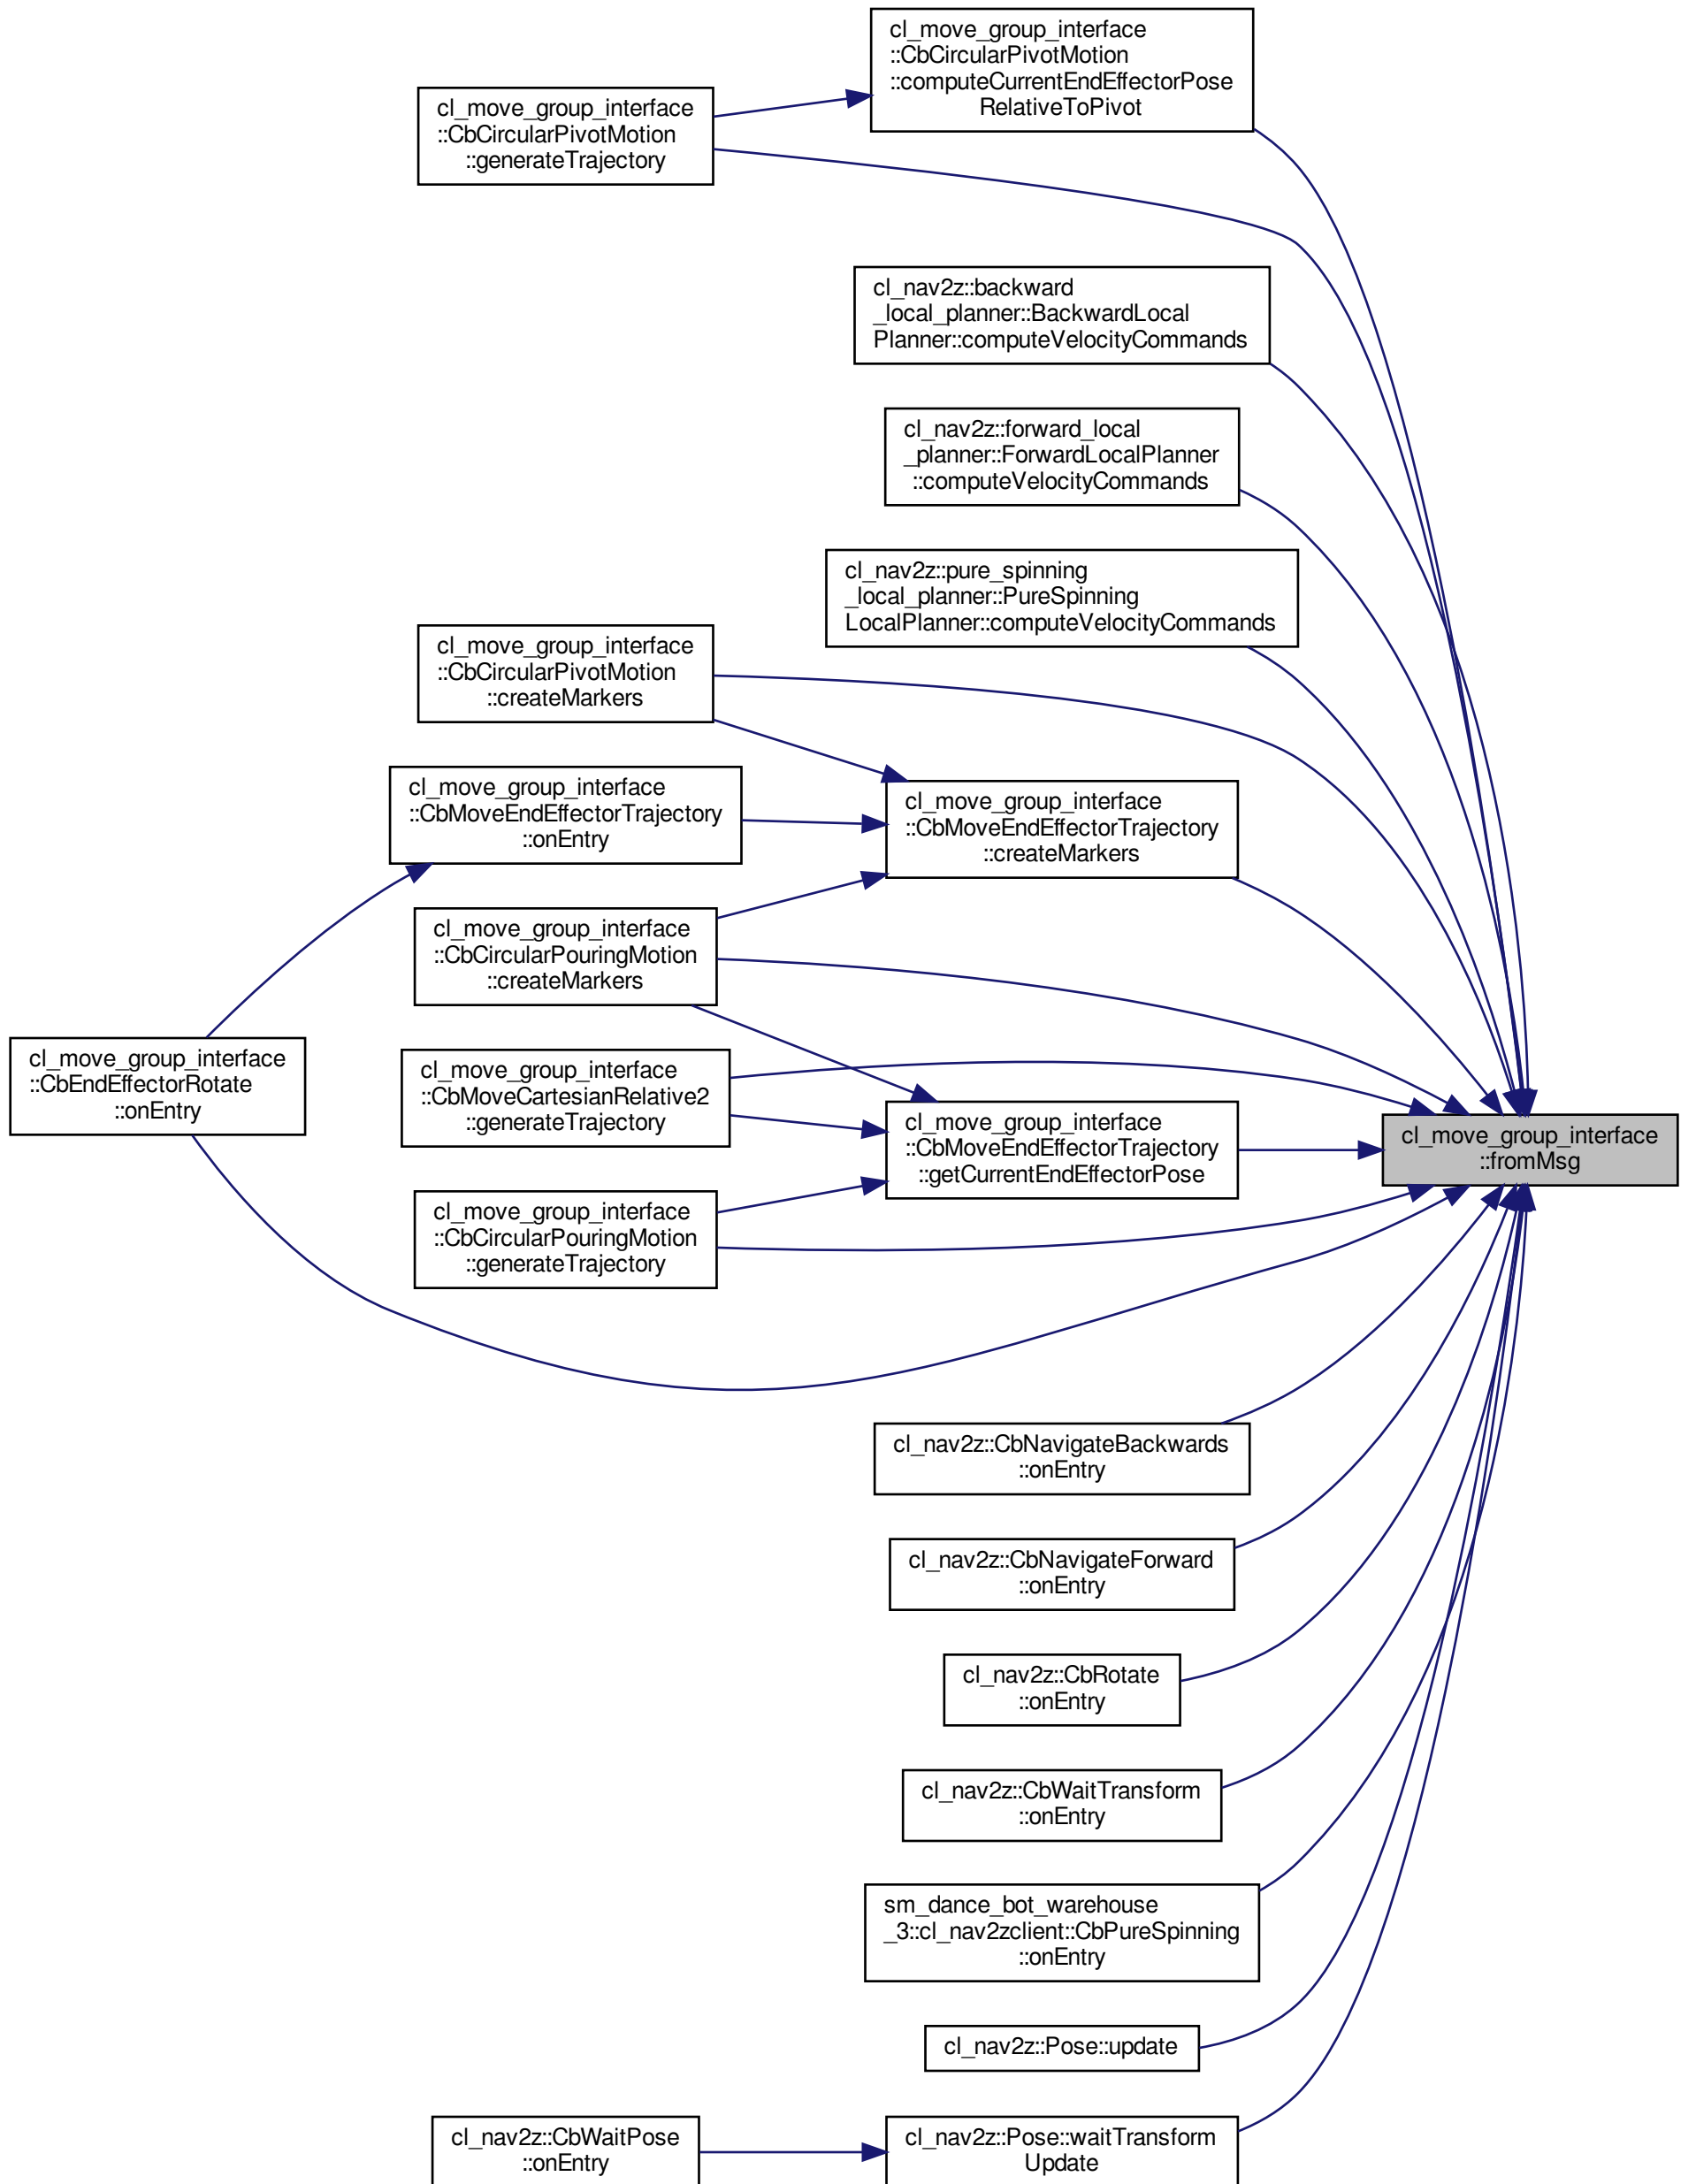 cl_move_group_interface
::CbCircularPivotMotion
::computeCurrentEndEffectorPose
RelativeToPivot
cl_move_group_interface
::CbCircularPivotMotion
::generateTrajectory
cl_nav2z::backward
_local_planner::BackwardLocal
Planner::computeVelocityCommands
cl_nav2z::forward_local
_planner::ForwardLocalPlanner
::computeVelocityCommands
cl_nav2z::pure_spinning
_local_planner::PureSpinning
LocalPlanner::computeVelocityCommands
cl_move_group_interface
::CbCircularPivotMotion
::createMarkers
cl_move_group_interface
::CbMoveEndEffectorTrajectory
::onEntry
cl_move_group_interface
::CbMoveEndEffectorTrajectory
::createMarkers
cl_move_group_interface
::CbCircularPouringMotion
::createMarkers
cl_move_group_interface
::CbEndEffectorRotate
::onEntry
cl_move_group_interface
::CbMoveCartesianRelative2
::generateTrajectory
cl_move_group_interface
::CbMoveEndEffectorTrajectory
::getCurrentEndEffectorPose
cl_move_group_interface
::fromMsg
cl_move_group_interface
::CbCircularPouringMotion
::generateTrajectory
cl_nav2z::CbNavigateBackwards
::onEntry
cl_nav2z::CbNavigateForward
::onEntry
cl_nav2z::CbRotate
::onEntry
cl_nav2z::CbWaitTransform
::onEntry
sm_dance_bot_warehouse
_3::cl_nav2zclient::CbPureSpinning
::onEntry
cl_nav2z::Pose::update
cl_nav2z::CbWaitPose
::onEntry
cl_nav2z::Pose::waitTransform
Update